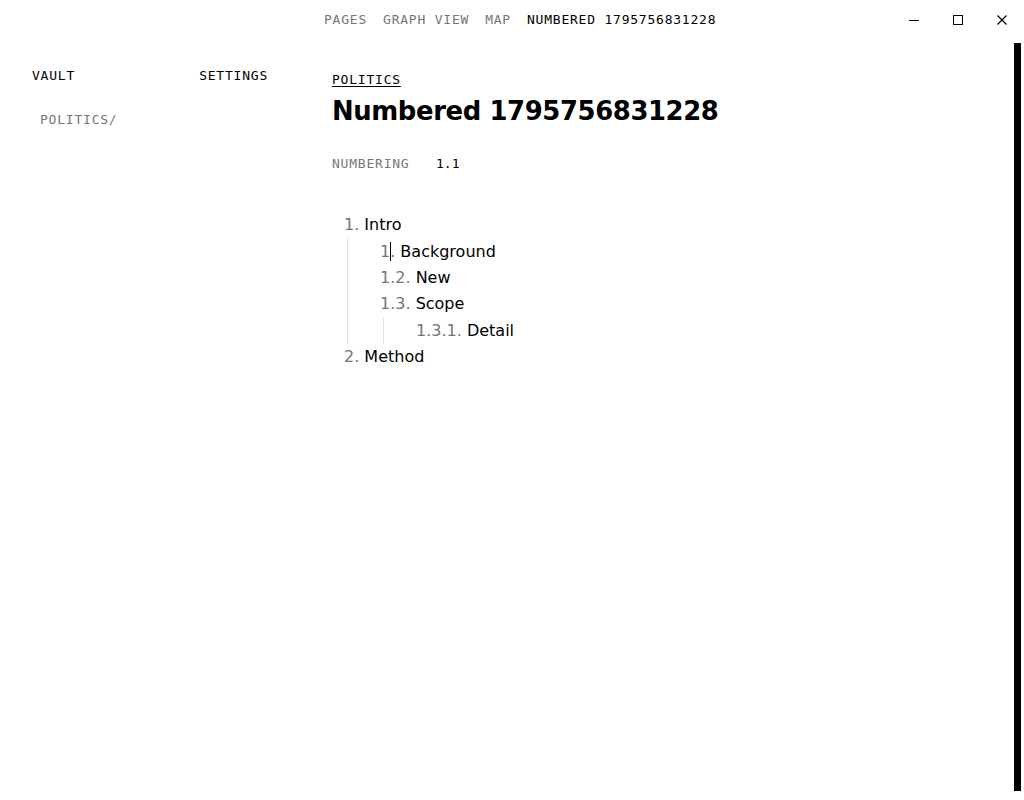 PAGES GRAPH VIEW MAP NUMBERED 1795756831228
VAULT SETTINGS
POLITICS/
POLITICS
Numbered 1795756831228
NUMBERING 1.1
1. Intro
1. Background
1.2. New
1.3. Scope
1.3.1. Detail
2. Method